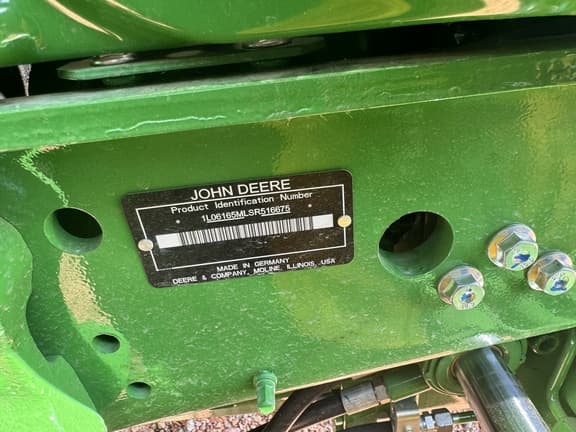 JOHN DEERE
Product Identification Number
1L06165MLSR516675
MADE IN GERMANY
DEERE & COMPANY, MOLINE, ILLINOIS, USA